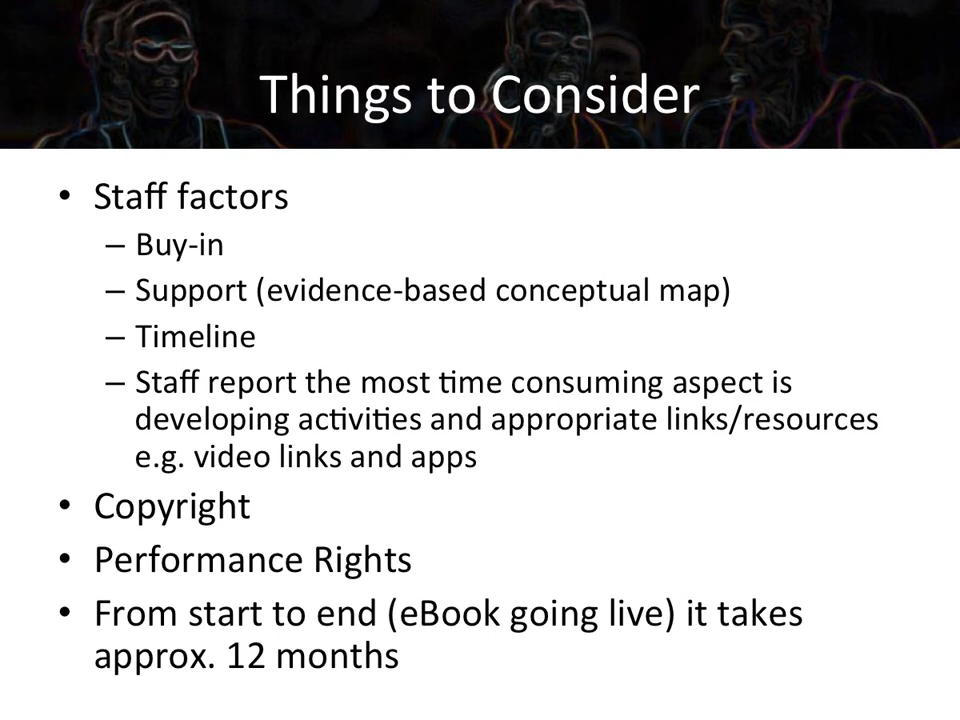 Things to Consider
• Staff factors
– Buy-in
– Support (evidence-based conceptual map)
– Timeline
– Staff report the most time consuming aspect is
developing activities and appropriate links/resources
e.g. video links and apps
• Copyright
• Performance Rights
• From start to end (eBook going live) it takes
approx. 12 months